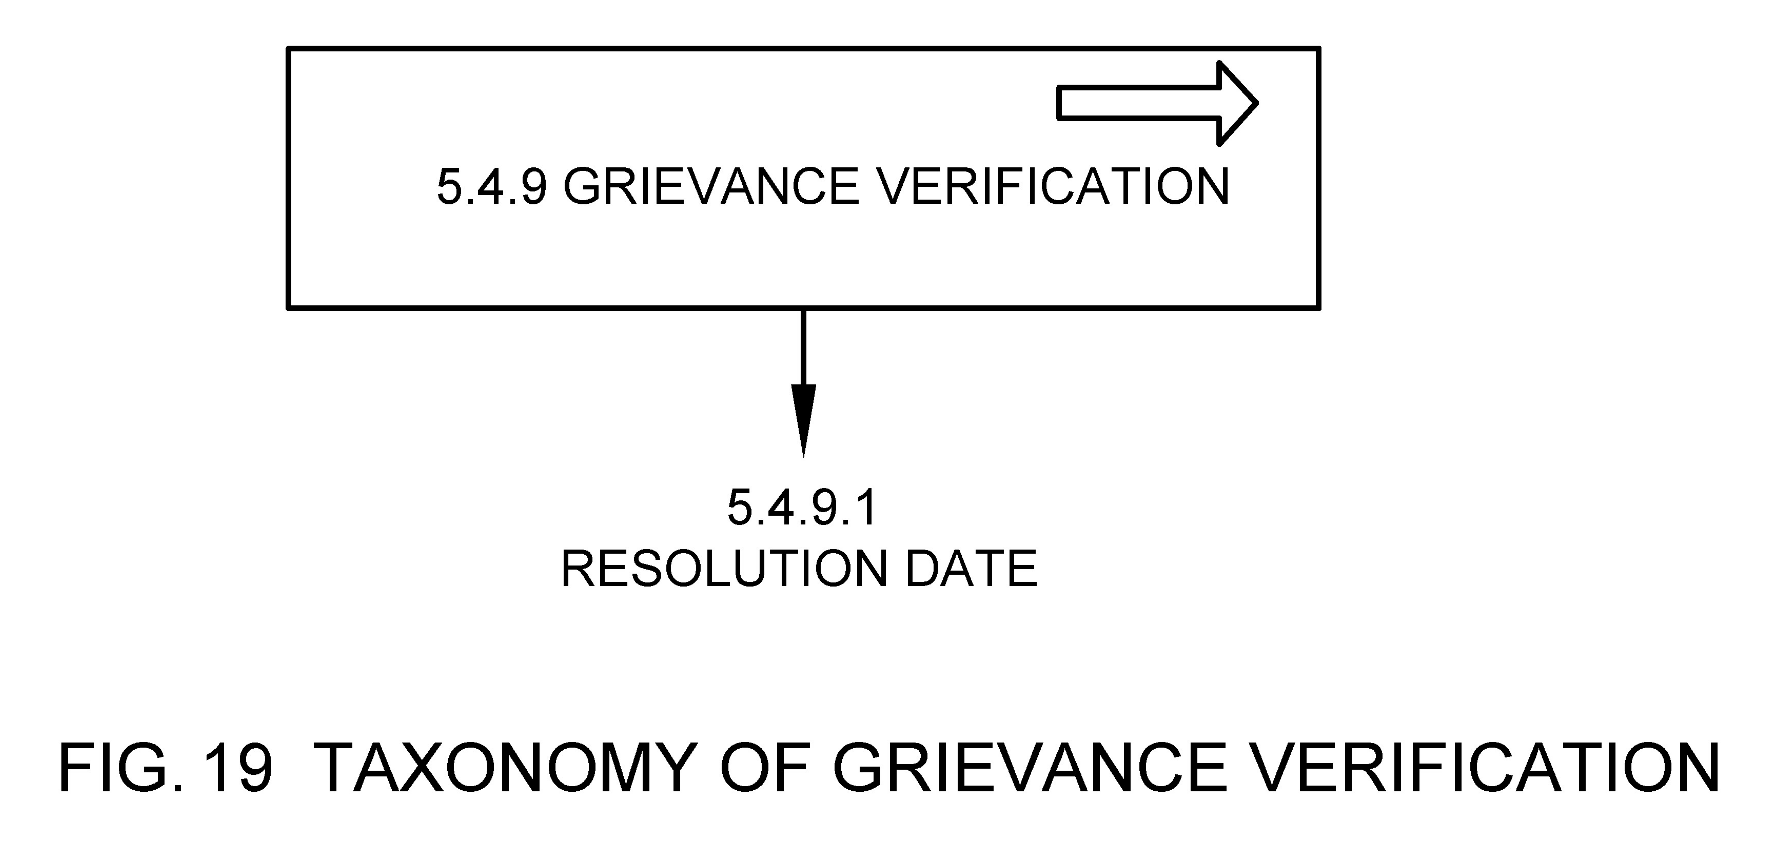 5.4.9 GRIEVANCE VERIFICATION
5.4.9.1
RESOLUTION DATE
FIG. 19 TAXONOMY OF GRIEVANCE VERIFICATION